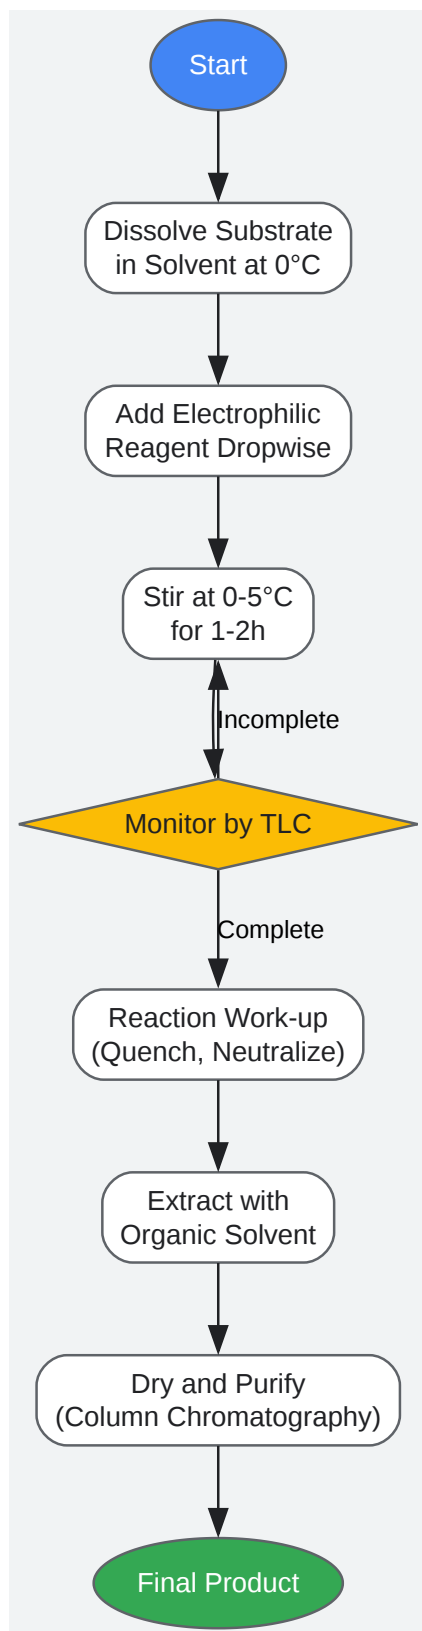 Start
Dissolve Substrate
in Solvent at 0°C
Add Electrophilic
Reagent Dropwise
Stir at 0-5°C
for 1-2h
Incomplete
Monitor by TLC
Complete
Reaction Work-up
(Quench, Neutralize)
Extract with
Organic Solvent
Dry and Purify
(Column Chromatography)
Final Product